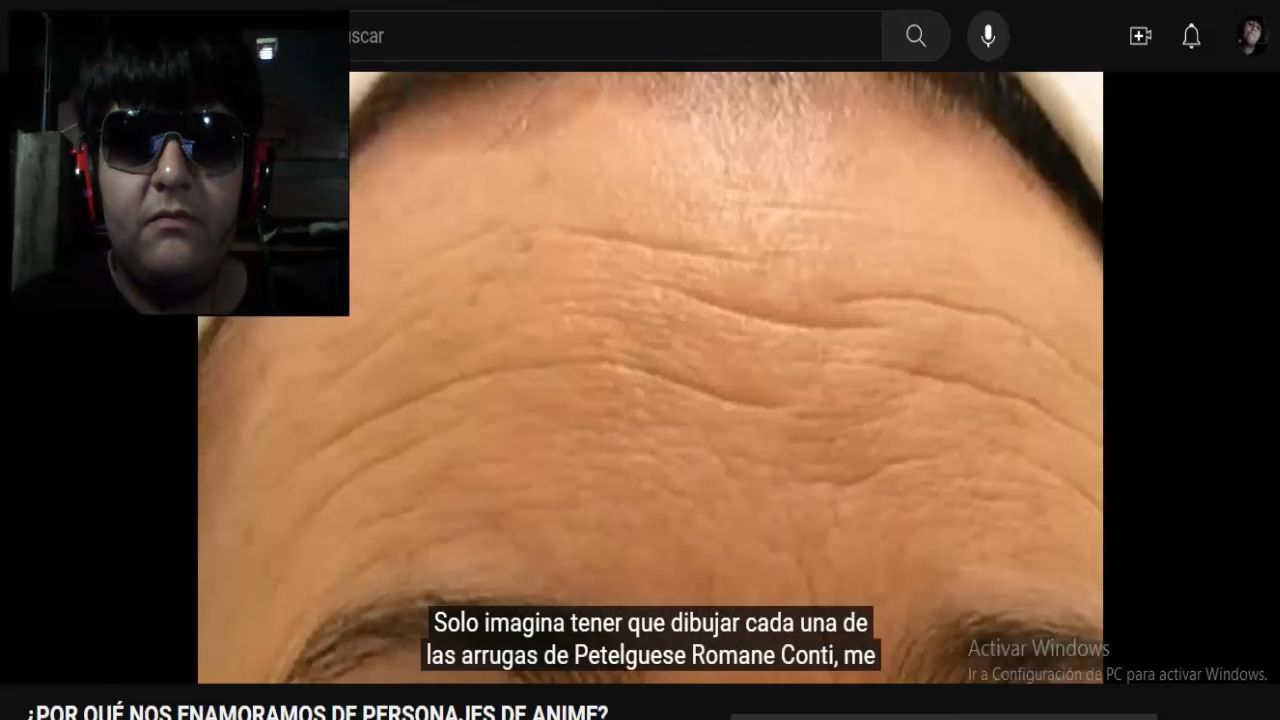 uscar
Solo imagina tener que dibujar cada una de
las arrugas de Petelguese Romane Conti, me
Activar Windows
Ir a Configuración de PC para activar Windows.
¿POR QUÉ NOS ENAMORAMOS DE PERSONAJES DE ANIME?